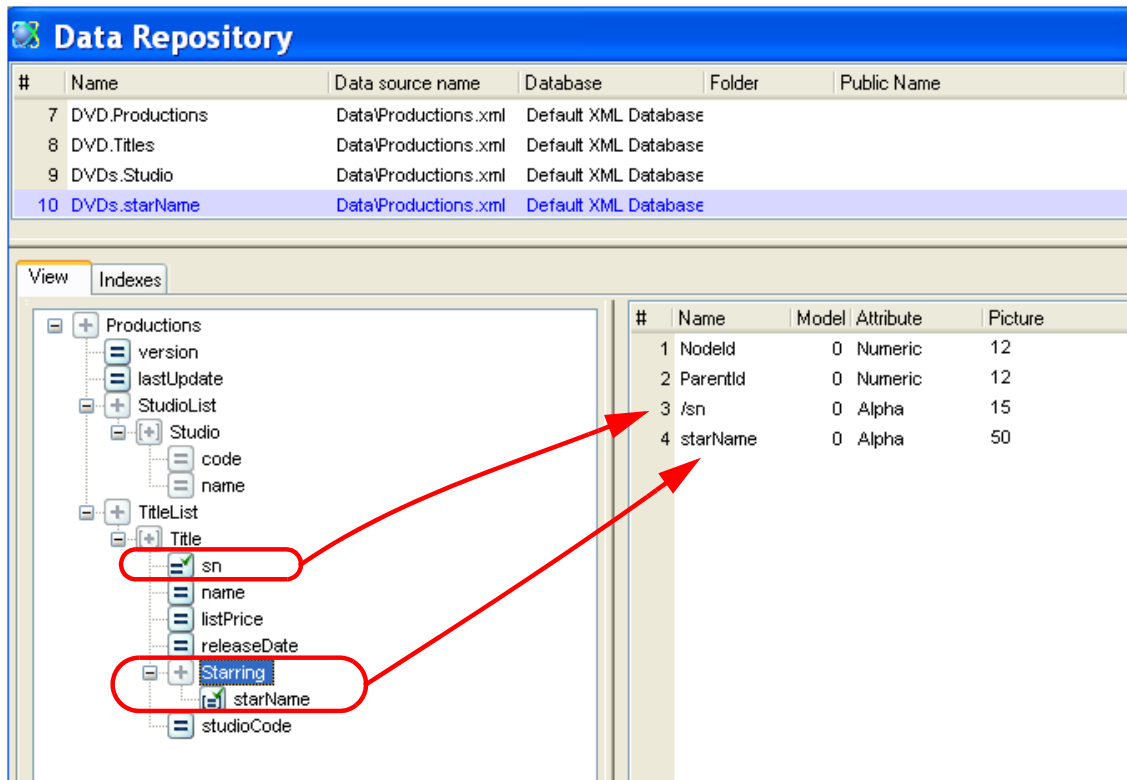 Data Repository
# Name Data source name Database Folder Public Name
7 DVD.Productions Data\Productions.xml Default XML Database
8 DVD.Titles Data\Productions.xml Default XML Database
9 DVDs.Studio Data\Productions.xml Default XML Database
10 DVDs.starName Data\Productions.xml Default XML Database
View Indexes
Productions
version
lastUpdate
StudioList
Studio
code
name
TitleList
Title
sn
name
listPrice
releaseDate
Starring
starName
studioCode
# Name Model Attribute Picture
1 NodeId 0 Numeric 12
2 ParentId 0 Numeric 12
3 /sn 0 Alpha 15
4 starName 0 Alpha 50